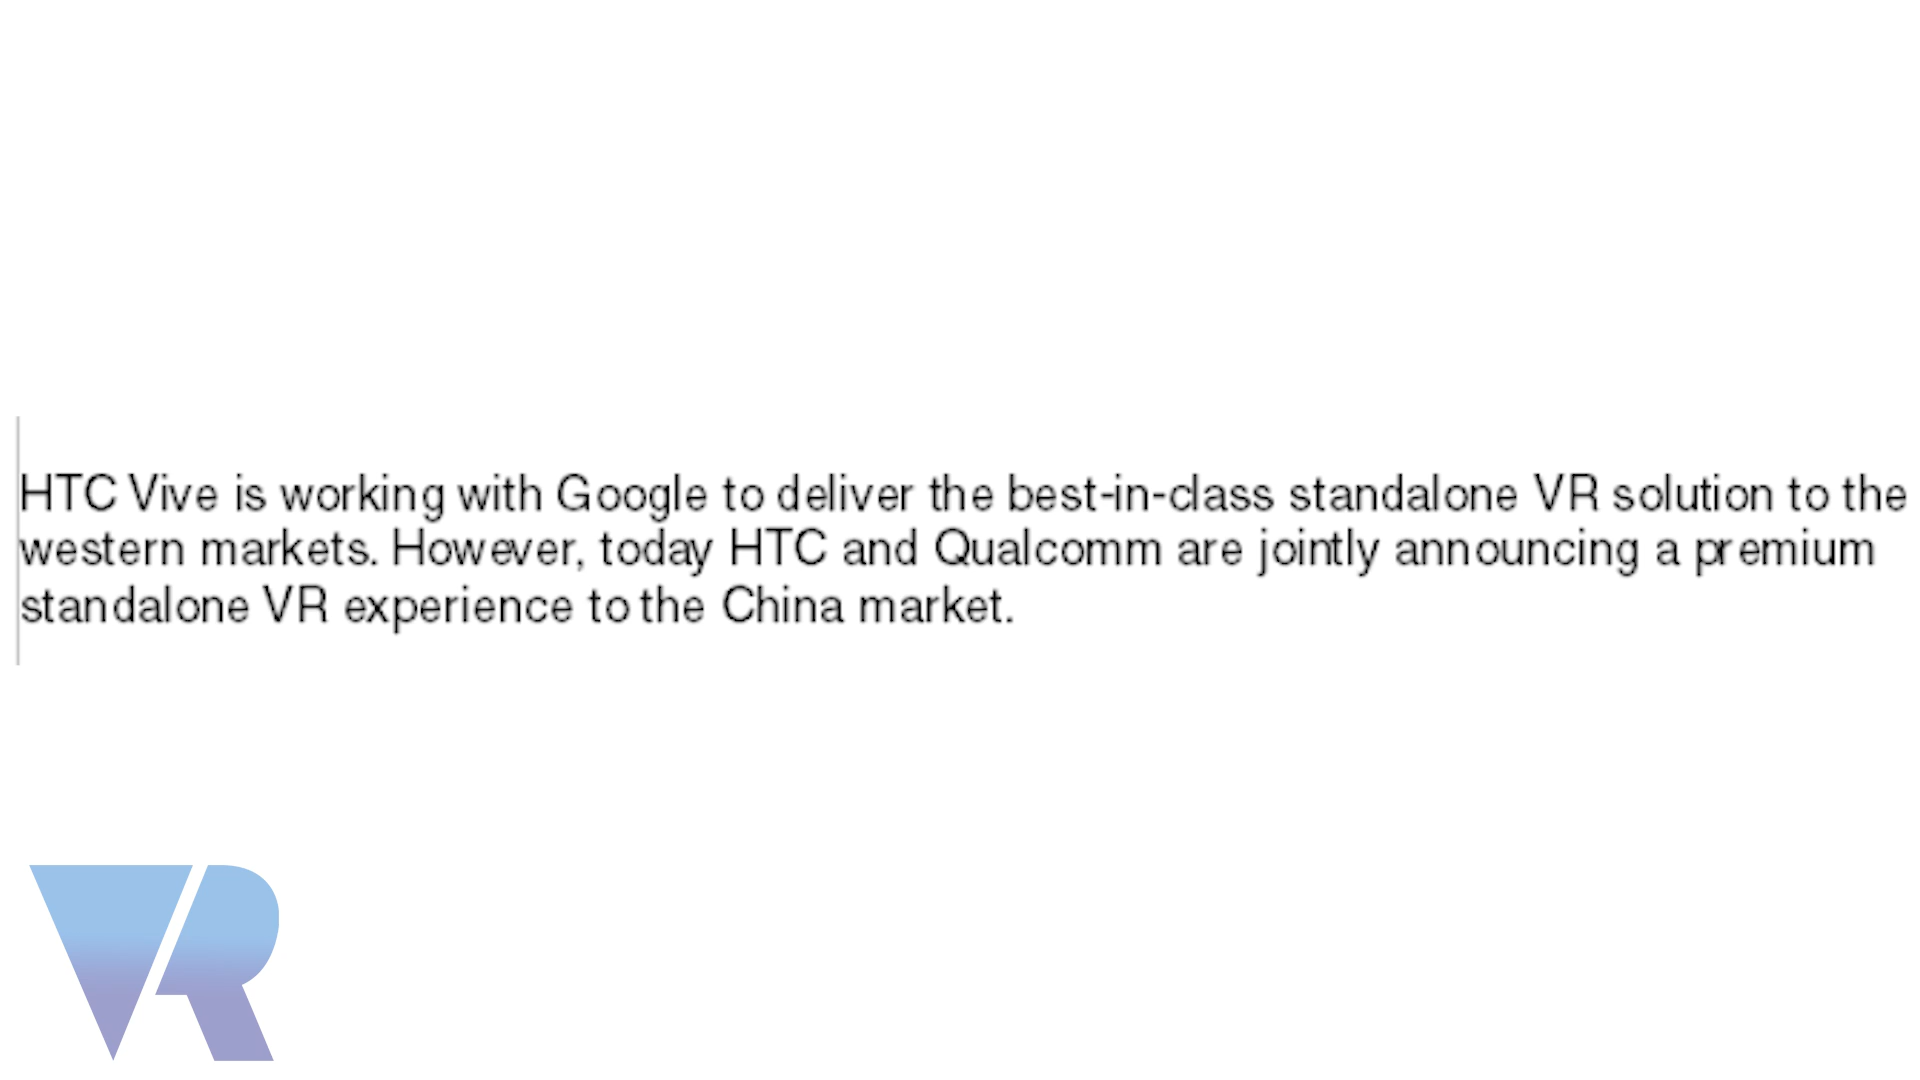 HTC Vive is working with Google to deliver the best-in-class standalone VR solution to the
western markets. However, today HTC and Qualcomm are jointly announcing a premium
standalone VR experience to the China market.
VR